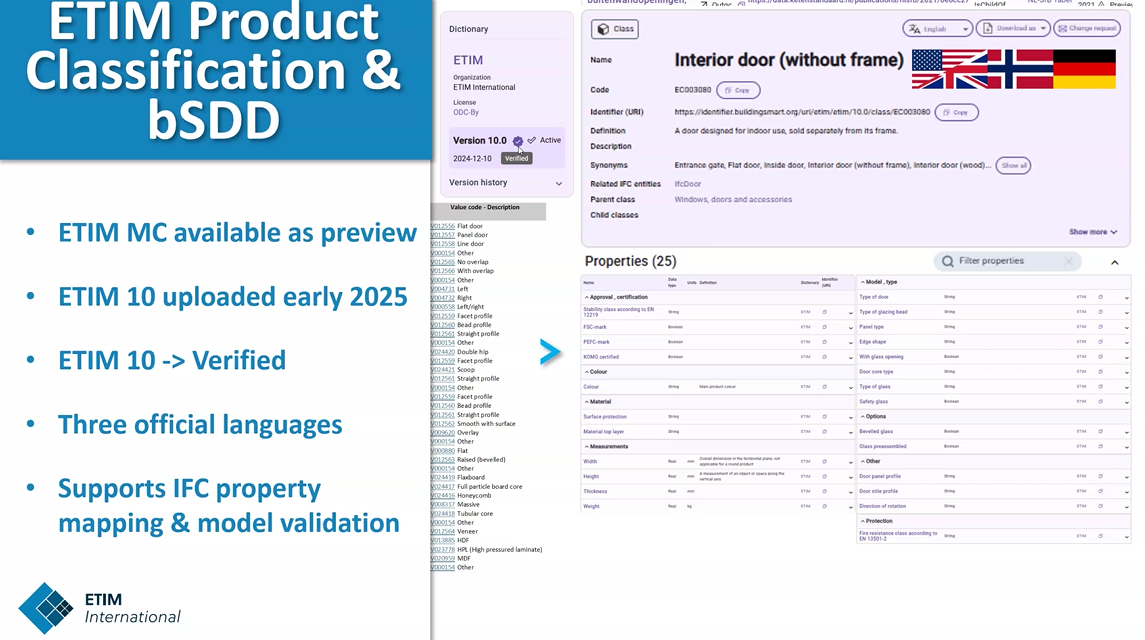 ETIM Product
Classification &
bSDD
• ETIM MC available as preview
• ETIM 10 uploaded early 2025
• ETIM 10 -> Verified
• Three official languages
• Supports IFC property
mapping & model validation
ETIM
International
Dictionary
ETIM
Organization
ETIM International
License
ODC-By
Version 10.0 Active
2024-12-10 Verified
Version history
Value code - Description
V012556 Flat door
V012557 Panel door
V012558 Line door
V000154 Other
V012565 No overlap
V012566 With overlap
V000154 Other
V004731 Left
V004732 Right
V000558 Left/right
V012559 Facet profile
V012560 Bead profile
V012561 Straight profile
V000154 Other
V024420 Double hip
V012559 Facet profile
V024421 Scoop
V012561 Straight profile
V000154 Other
V012559 Facet profile
V012560 Bead profile
V012561 Straight profile
V012562 Smooth with surface
V009620 Overlay
V000154 Other
V000880 Flat
V012563 Raised (bevelled)
V000154 Other
V024419 Flaxboard
V024417 Full particle board core
V024416 Honeycomb
V008317 Massive
V024418 Tubular core
V000154 Other
V012564 Veneer
V013885 HDF
V023778 HPL (High pressured laminate)
V020959 MDF
V000154 Other
Class English Download as Change request
Name Interior door (without frame)
Code EC003080 Copy
Identifier (URI) https://identifier.buildingsmart.org/uri/etim/etim/10.0/class/EC003080 Copy
Definition A door designed for indoor use, sold separately from its frame.
Description
Synonyms Entrance gate, Flat door, Inside door, Interior door (without frame), Interior door (wood)... Show all
Related IFC entities IfcDoor
Parent class Windows, doors and accessories
Child classes
Show more
Properties (25) Filter properties
Name Data type Units Definition Dictionary Identifier (URI)
Approval , certification
Stability class according to EN
12219 String ETIM
FSC-mark Boolean ETIM
PEFC-mark Boolean ETIM
KOMO certified Boolean ETIM
Colour
Colour String Main product colour ETIM
Material
Surface protection String ETIM
Material top layer String ETIM
Measurements
Width Real mm Overall dimension in the horizontal plane, not
applicable for a round product ETIM
Height Real mm A measurement of an object or space along the
vertical axis ETIM
Thickness Real mm ETIM
Weight Real kg ETIM
Model , type
Type of door String ETIM
Type of glazing bead String ETIM
Panel type String ETIM
Edge shape String ETIM
With glass opening Boolean ETIM
Door core type String ETIM
Type of glass String ETIM
Safety glass Boolean ETIM
Options
Bevelled glass Boolean ETIM
Glass preassembled Boolean ETIM
Other
Door panel profile String ETIM
Door stile profile String ETIM
Direction of rotation String ETIM
Protection
Fire resistance class according to
EN 13501-2 String ETIM